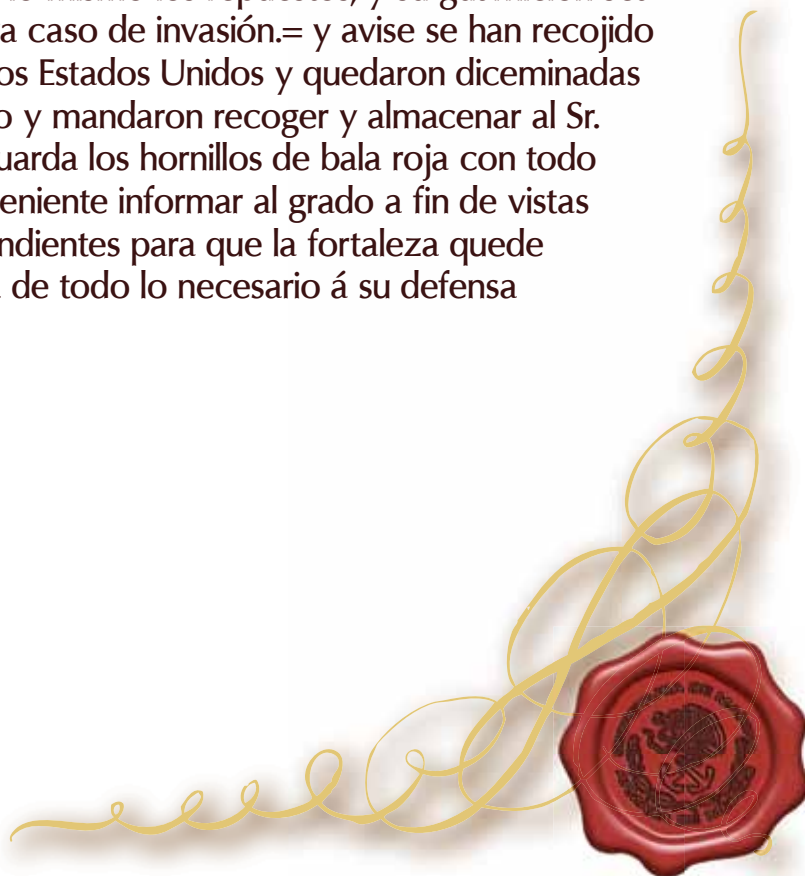 a caso de invasión.= y avise se han recojido
os Estados Unidos y quedaron diceminadas
o y mandaron recoger y almacenar al Sr.
uarda los hornillos de bala roja con todo
eniente informar al grado a fin de vistas
ndientes para que la fortaleza quede
de todo lo necesario á su defensa